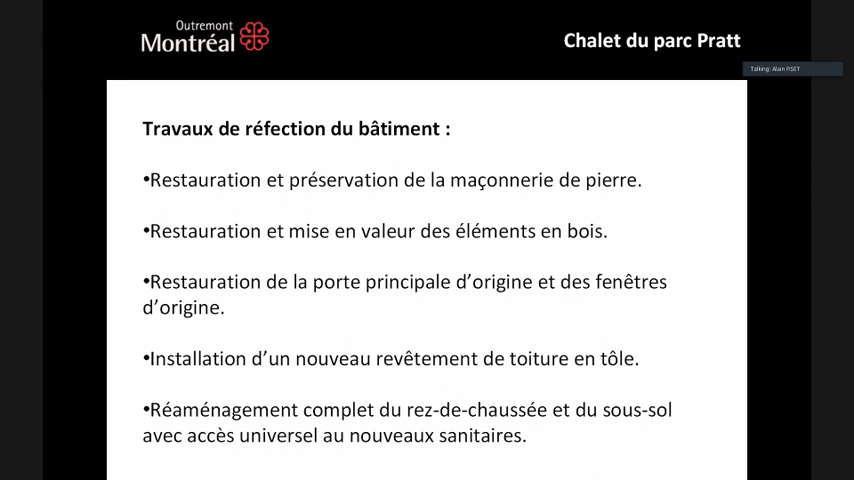 Outremont
Montréal
Chalet du parc Pratt
Talking: Alain FISET
Travaux de réfection du bâtiment :
•Restauration et préservation de la maçonnerie de pierre.
•Restauration et mise en valeur des éléments en bois.
•Restauration de la porte principale d’origine et des fenêtres
d’origine.
•Installation d’un nouveau revêtement de toiture en tôle.
•Réaménagement complet du rez-de-chaussée et du sous-sol
avec accès universel au nouveaux sanitaires.